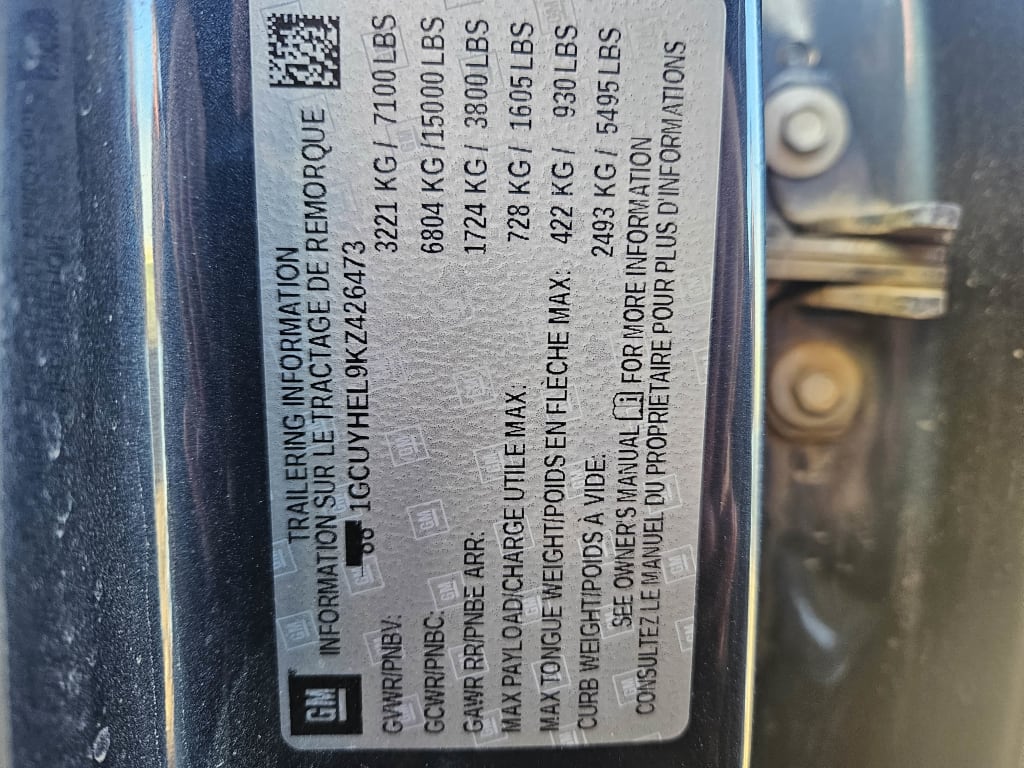 GM
TRAILERING INFORMATION
INFORMATION SUR LE TRACTAGE DE REMORQUE
1GCUYHEL9KZ426473
GVWR/PNBV: 3221 KG / 7100 LBS
GCWR/PNBC: 6804 KG /15000 LBS
GAWR RR/PNBE ARR: 1724 KG / 3800 LBS
MAX PAYLOAD/CHARGE UTILE MAX: 728 KG / 1605 LBS
MAX TONGUE WEIGHT/POIDS EN FLÈCHE MAX: 422 KG / 930 LBS
CURB WEIGHT/POIDS A VIDE: 2493 KG / 5495 LBS
SEE OWNER'S MANUAL FOR MORE INFORMATION
CONSULTEZ LE MANUEL DU PROPRIÉTAIRE POUR PLUS D'INFORMATIONS